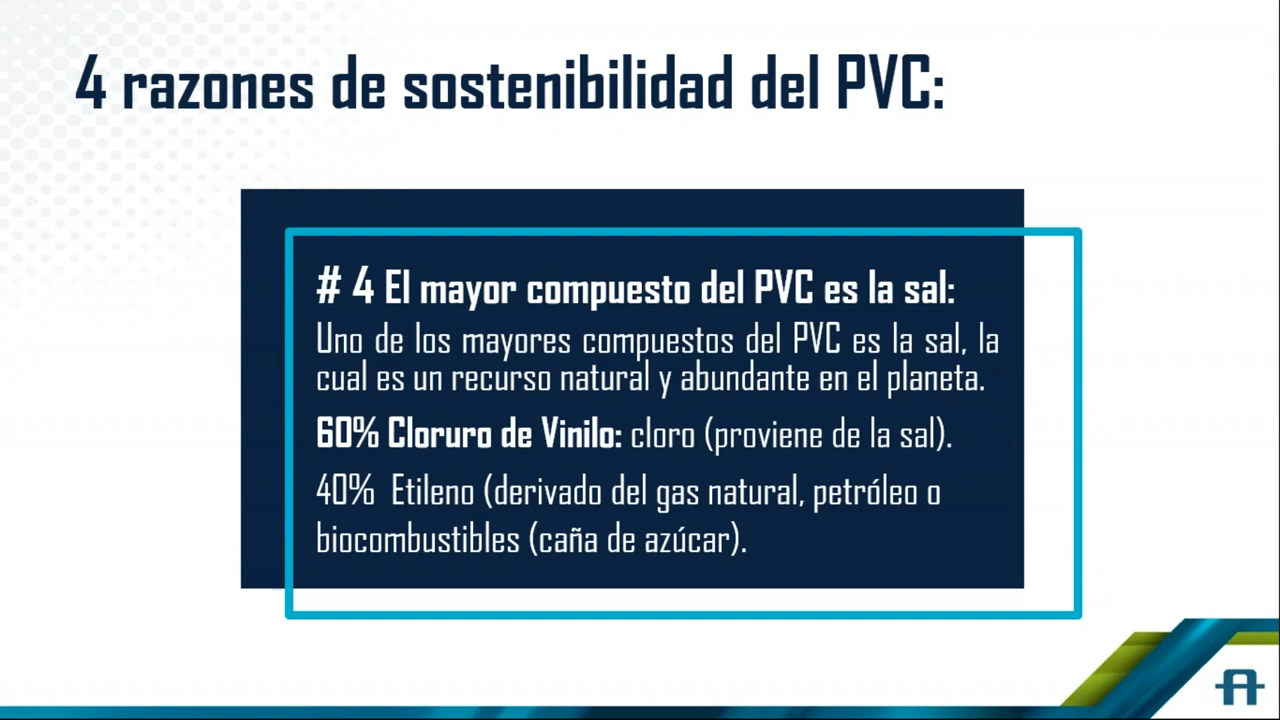 4 razones de sostenibilidad del PVC:
# 4 El mayor compuesto del PVC es la sal:
Uno de los mayores compuestos del PVC es la sal, la
cual es un recurso natural y abundante en el planeta.
60% Cloruro de Vinilo: cloro (proviene de la sal).
40% Etileno (derivado del gas natural, petróleo o
biocombustibles (caña de azúcar).